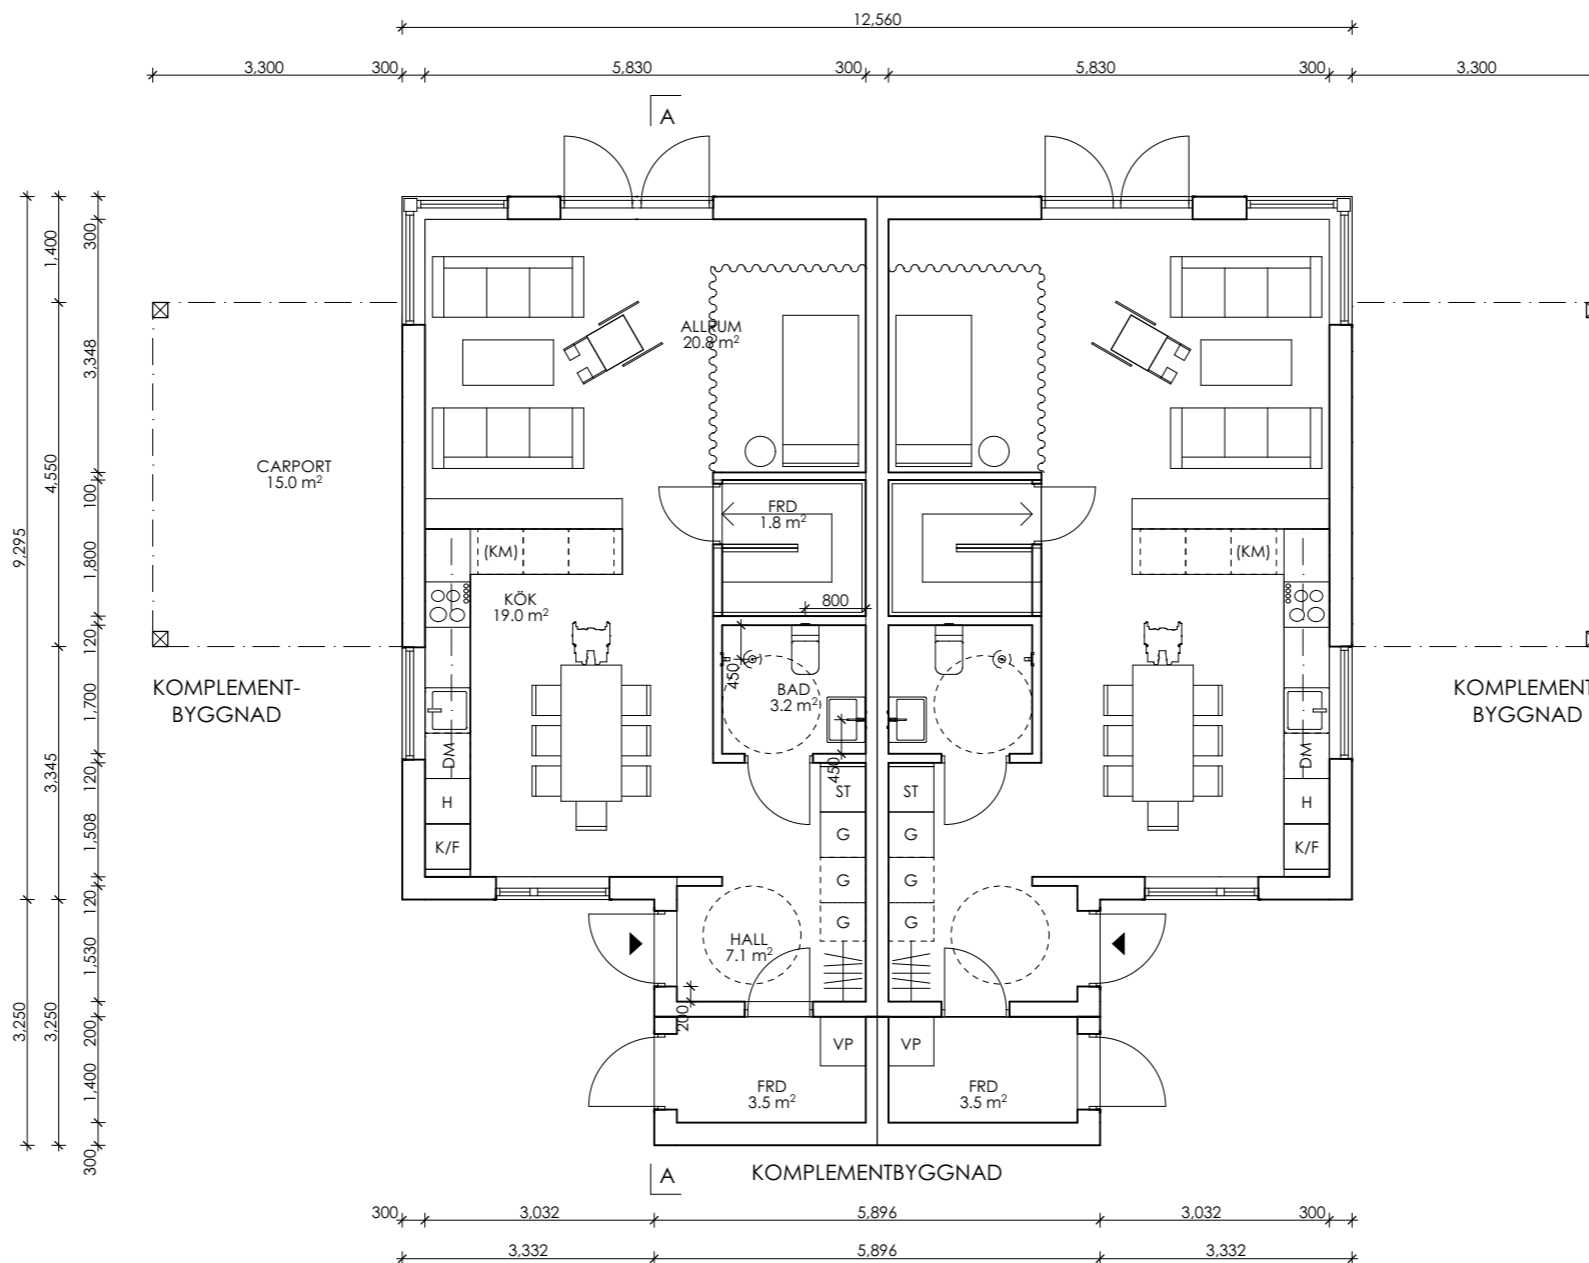 12,560
3,300
300
5,830
300
5,830
300
3,300
A
300
1,400
3,348
ALLRUM
20.8 m²
CARPORT
15.0 m²
4,550
100
FRD
1.8 m²
9,295
1,800
(KM)
(KM)
KÖK
19.0 m²
800
120
450
BAD
3.2 m²
KOMPLEMENT-
BYGGNAD
KOMPLEMENT
BYGGNAD
1,700
3,345
120
DM
450
DM
H
ST
ST
H
1,508
G
G
K/F
K/F
G
G
120
G
G
HALL
7.1 m²
1,530
3,250
3,250
200
200
VP
VP
1,400
FRD
3.5 m²
FRD
3.5 m²
300
A
KOMPLEMENTBYGGNAD
300
3,032
5,896
3,032
300
3,332
5,896
3,332